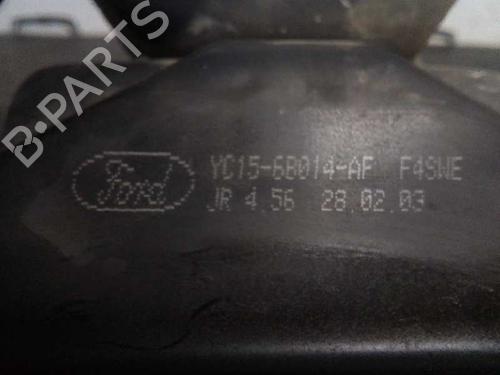 B-PARTS
Ford
YC15-6B014-AF F4SWE
JR 4.56 28.02.03